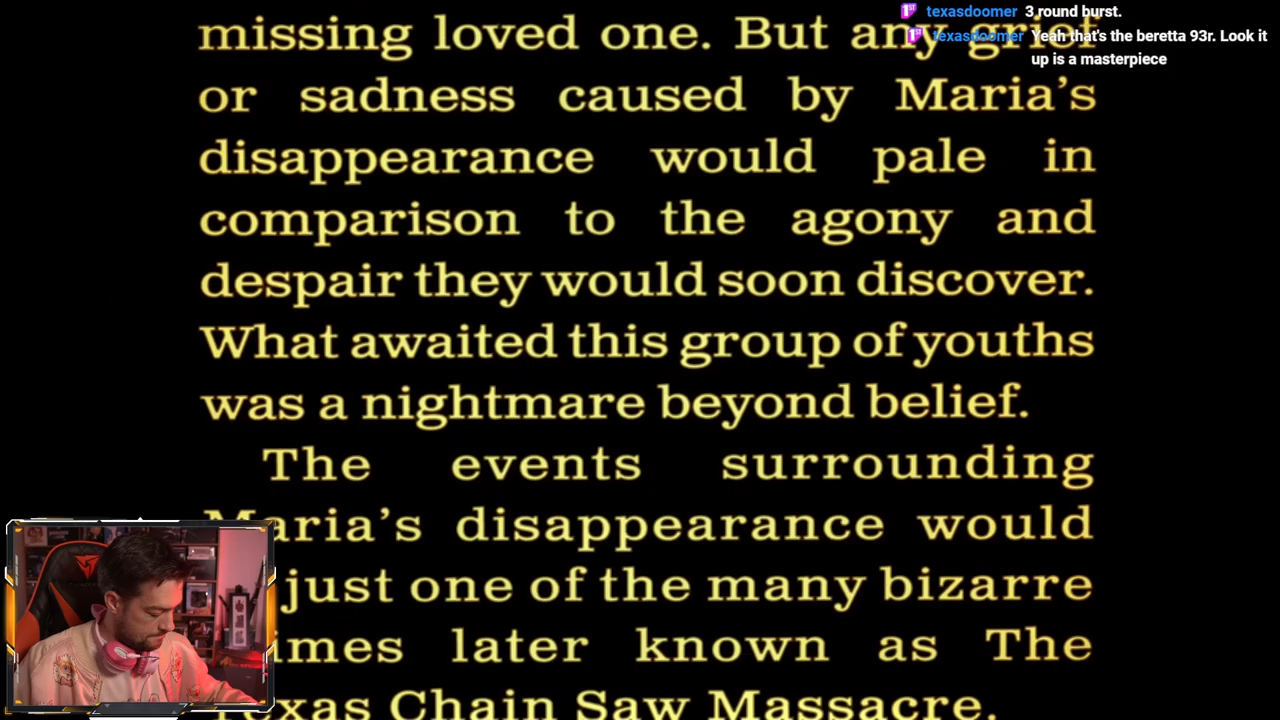 missing loved one. But any grief
or sadness caused by Maria's
disappearance would pale in
comparison to the agony and
despair they would soon discover.
What awaited this group of youths
was a nightmare beyond belief.
The events surrounding
Maria's disappearance would
just one of the many bizarre
later known as The
Texas Chain Saw Massacre.
texasdoomer 3 round burst.
texasdoomer Yeah that's the beretta 93r. Look it
up is a masterpiece